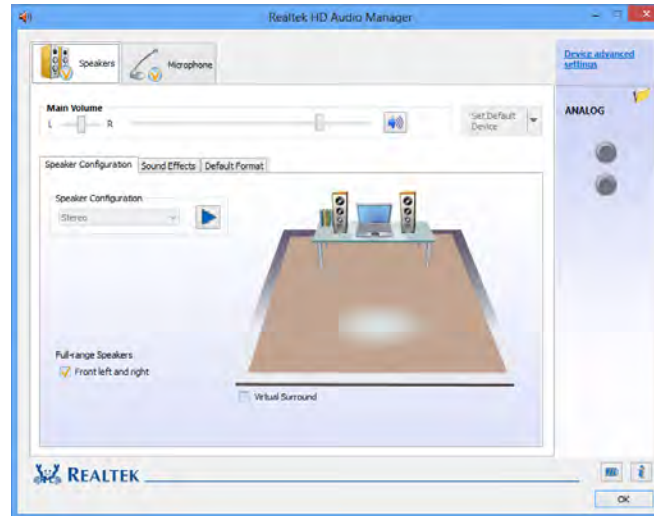 Realtek HD Audio Manager
Speakers
Microphone
Device advanced
settings
Main Volume
L
R
Set Default
Device
ANALOG
Speaker Configuration
Sound Effects
Default Format
Speaker Configuration
Stereo
Full-range Speakers
Front left and right
Virtual Surround
REALTEK
OK